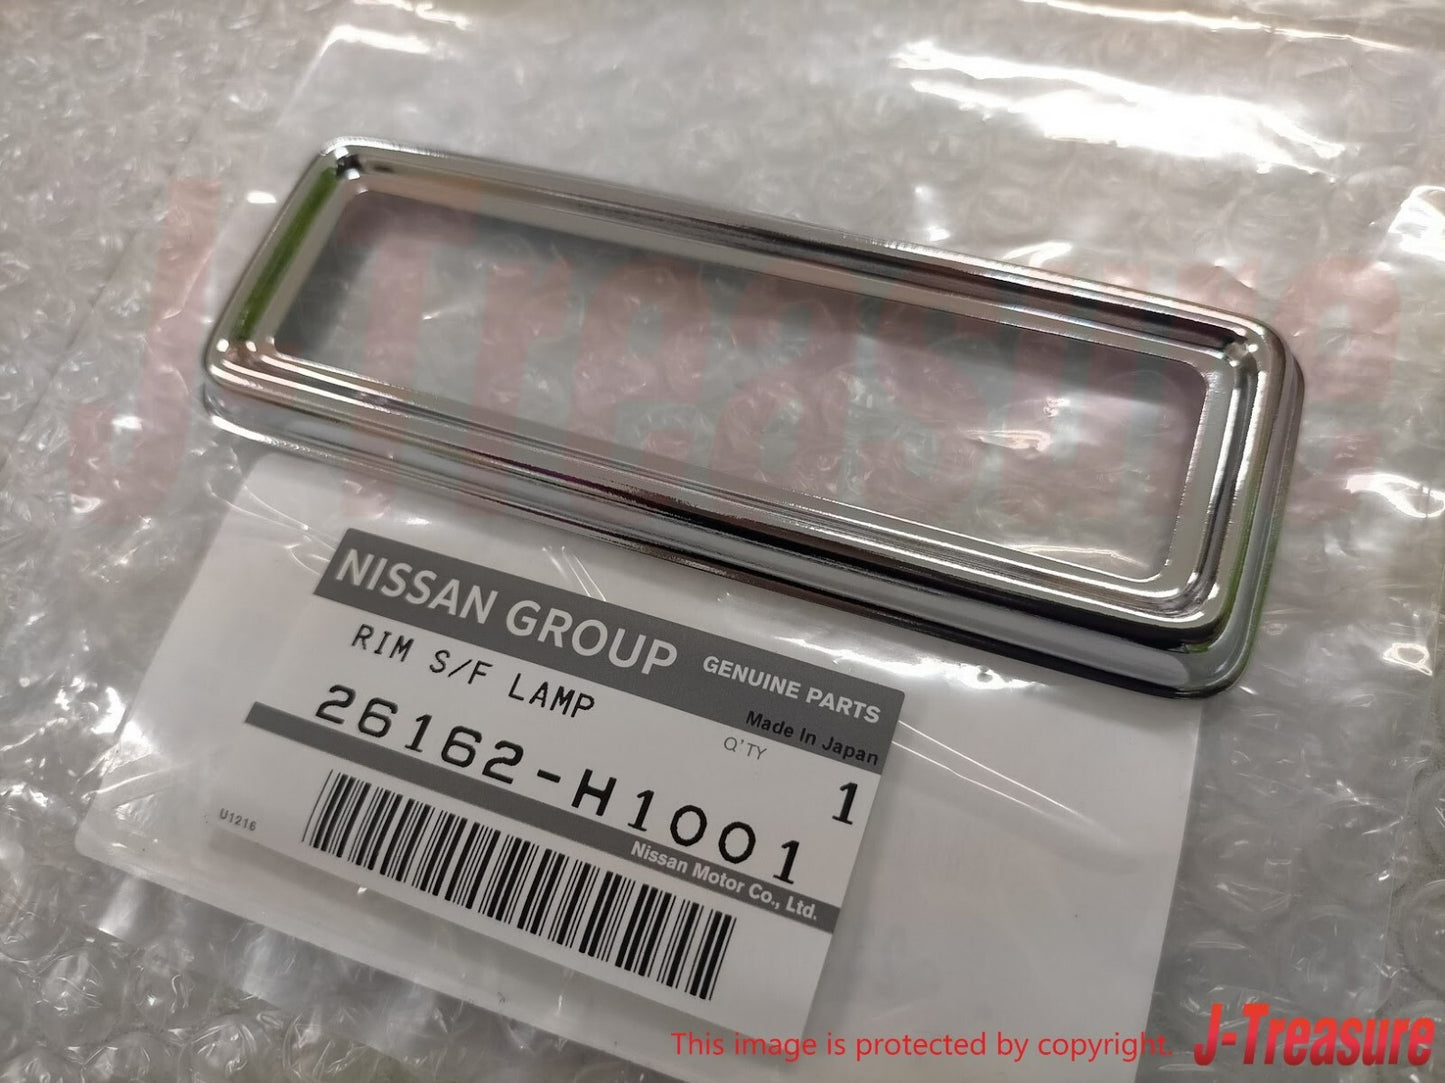 J-Treasure
NISSAN GROUP GENUINE PARTS
Made In Japan
RIM S/F LAMP
Q'TY
26162-H1001 1
Nissan Motor Co., Ltd.
U1216
This image is protected by copyright. J-Treasure